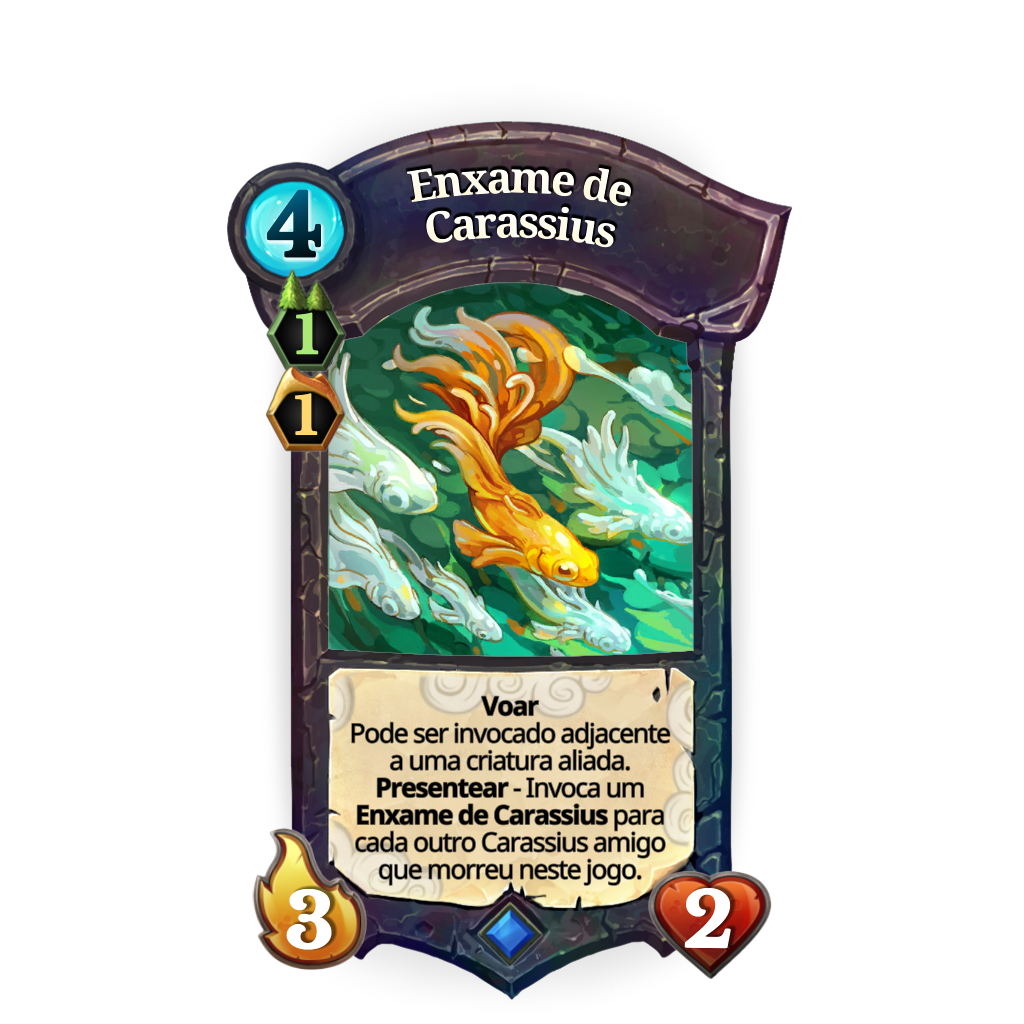 Enxame de
Carassius
4
1
1
Voar
Pode ser invocado adjacente
a uma criatura aliada.
Presentear - Invoca um
Enxame de Carassius para
cada outro Carassius amigo
que morreu neste jogo.
3
2